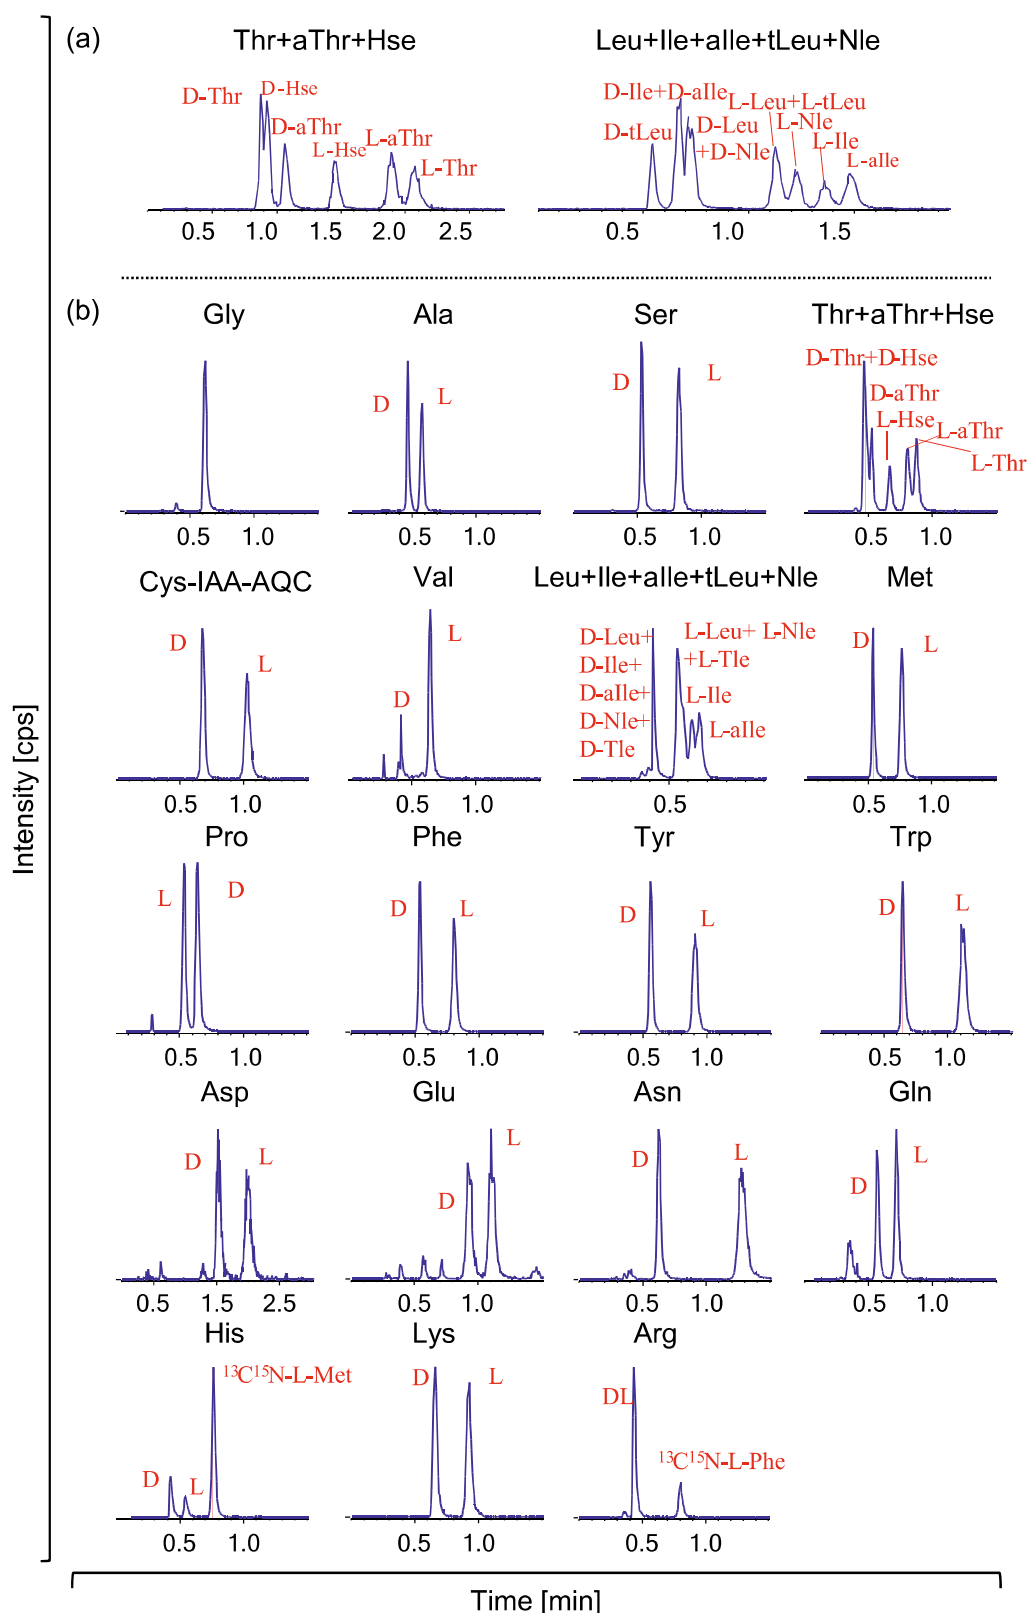 (a)
Thr+aThr+Hse
Leu+Ile+alle+tLeu+Nle
D-Thr
D-Hse
D-aThr
L-Hse
L-aThr
L-Thr
D-Ile+D-aIle
D-tLeu
D-Leu
+D-Nle
L-Leu+L-tLeu
L-Nle
L-Ile
L-alle
0.5 1.0 1.5 2.0 2.5
0.5 1.0 1.5
(b)
Gly
Ala
Ser
Thr+aThr+Hse
D
L
D
L
D-Thr+D-Hse
D-aThr
L-Hse
L-aThr
L-Thr
0.5 1.0
0.5 1.0
0.5 1.0
0.5 1.0
Cys-IAA-AQC
Val
Leu+Ile+alle+tLeu+Nle
Met
D
L
D
L
D-Leu+
D-Ile+
D-aIle+
D-Nle+
D-Tle
L-Leu+ L-Nle
+L-Tle
L-Ile
L-aIle
D
L
0.5 1.0
0.5 1.0
0.5
0.5 1.0
Pro
Phe
Tyr
Trp
L
D
D
L
D
L
D
L
0.5 1.0
0.5 1.0
0.5 1.0
0.5 1.0
Asp
Glu
Asn
Gln
D
L
D
L
D
L
D
L
0.5 1.5 2.5
0.5 1.0
0.5 1.0
0.5 1.0
His
Lys
Arg
D
L
¹³C¹⁵N-L-Met
D
L
DL
¹³C¹⁵N-L-Phe
0.5 1.0
0.5 1.0
0.5 1.0
Intensity [cps]
Time [min]